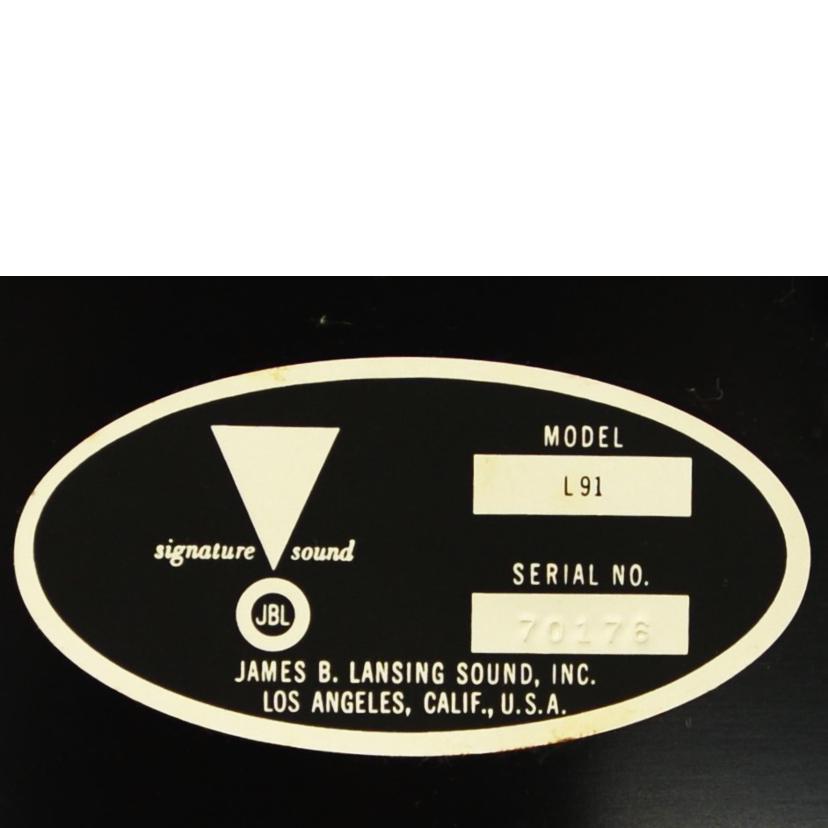 MODEL
L91
signature sound
SERIAL NO.
70176
JBL
JAMES B. LANSING SOUND, INC.
LOS ANGELES, CALIF., U.S.A.